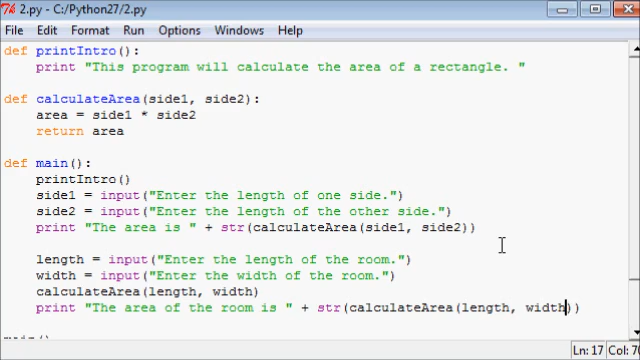 7% 2.py - C:/Python27/2.py
File Edit Format Run Options Windows Help
def printIntro():
print "This program will calculate the area of a rectangle. "
def calculateArea(side1, side2):
area = side1 * side2
return area
def main():
printIntro()
side1 = input("Enter the length of one side.")
side2 = input("Enter the length of the other side.")
print "The area is " + str(calculateArea(side1, side2))
length = input("Enter the length of the room.")
width = input("Enter the width of the room.")
calculateArea(length, width)
print "The area of the room is " + str(calculateArea(length, width))
Ln: 17